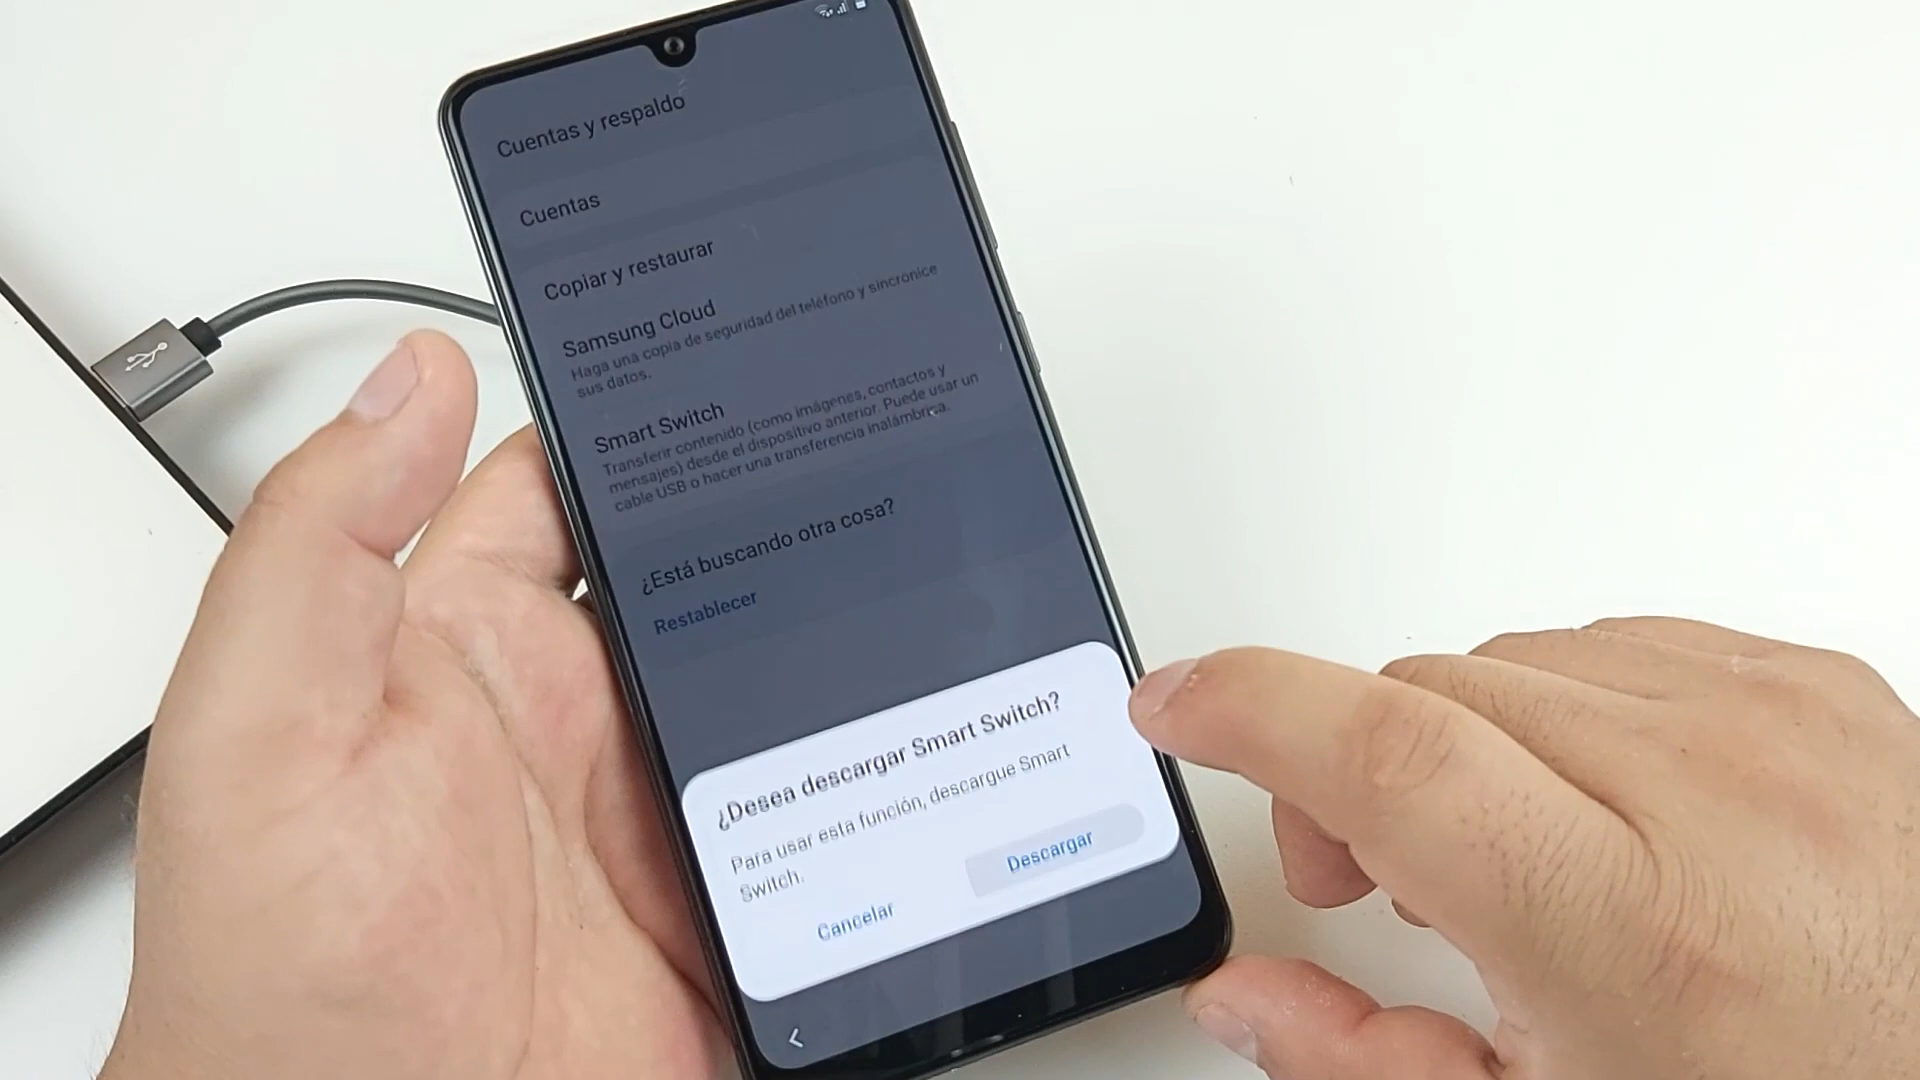 Cuentas y respaldo
Cuentas
Copiar y restaurar
Samsung Cloud
Haga una copia de seguridad del teléfono y sincronice
sus datos.
Smart Switch
Transferir contenido (como imágenes, contactos y
mensajes) desde el dispositivo anterior. Puede usar un
cable USB o hacer una transferencia inalámbrica.
¿Está buscando otra cosa?
Restablecer
¿Desea descargar Smart Switch?
Para usar esta función, descargue Smart
Switch.
Cancelar
Descargar